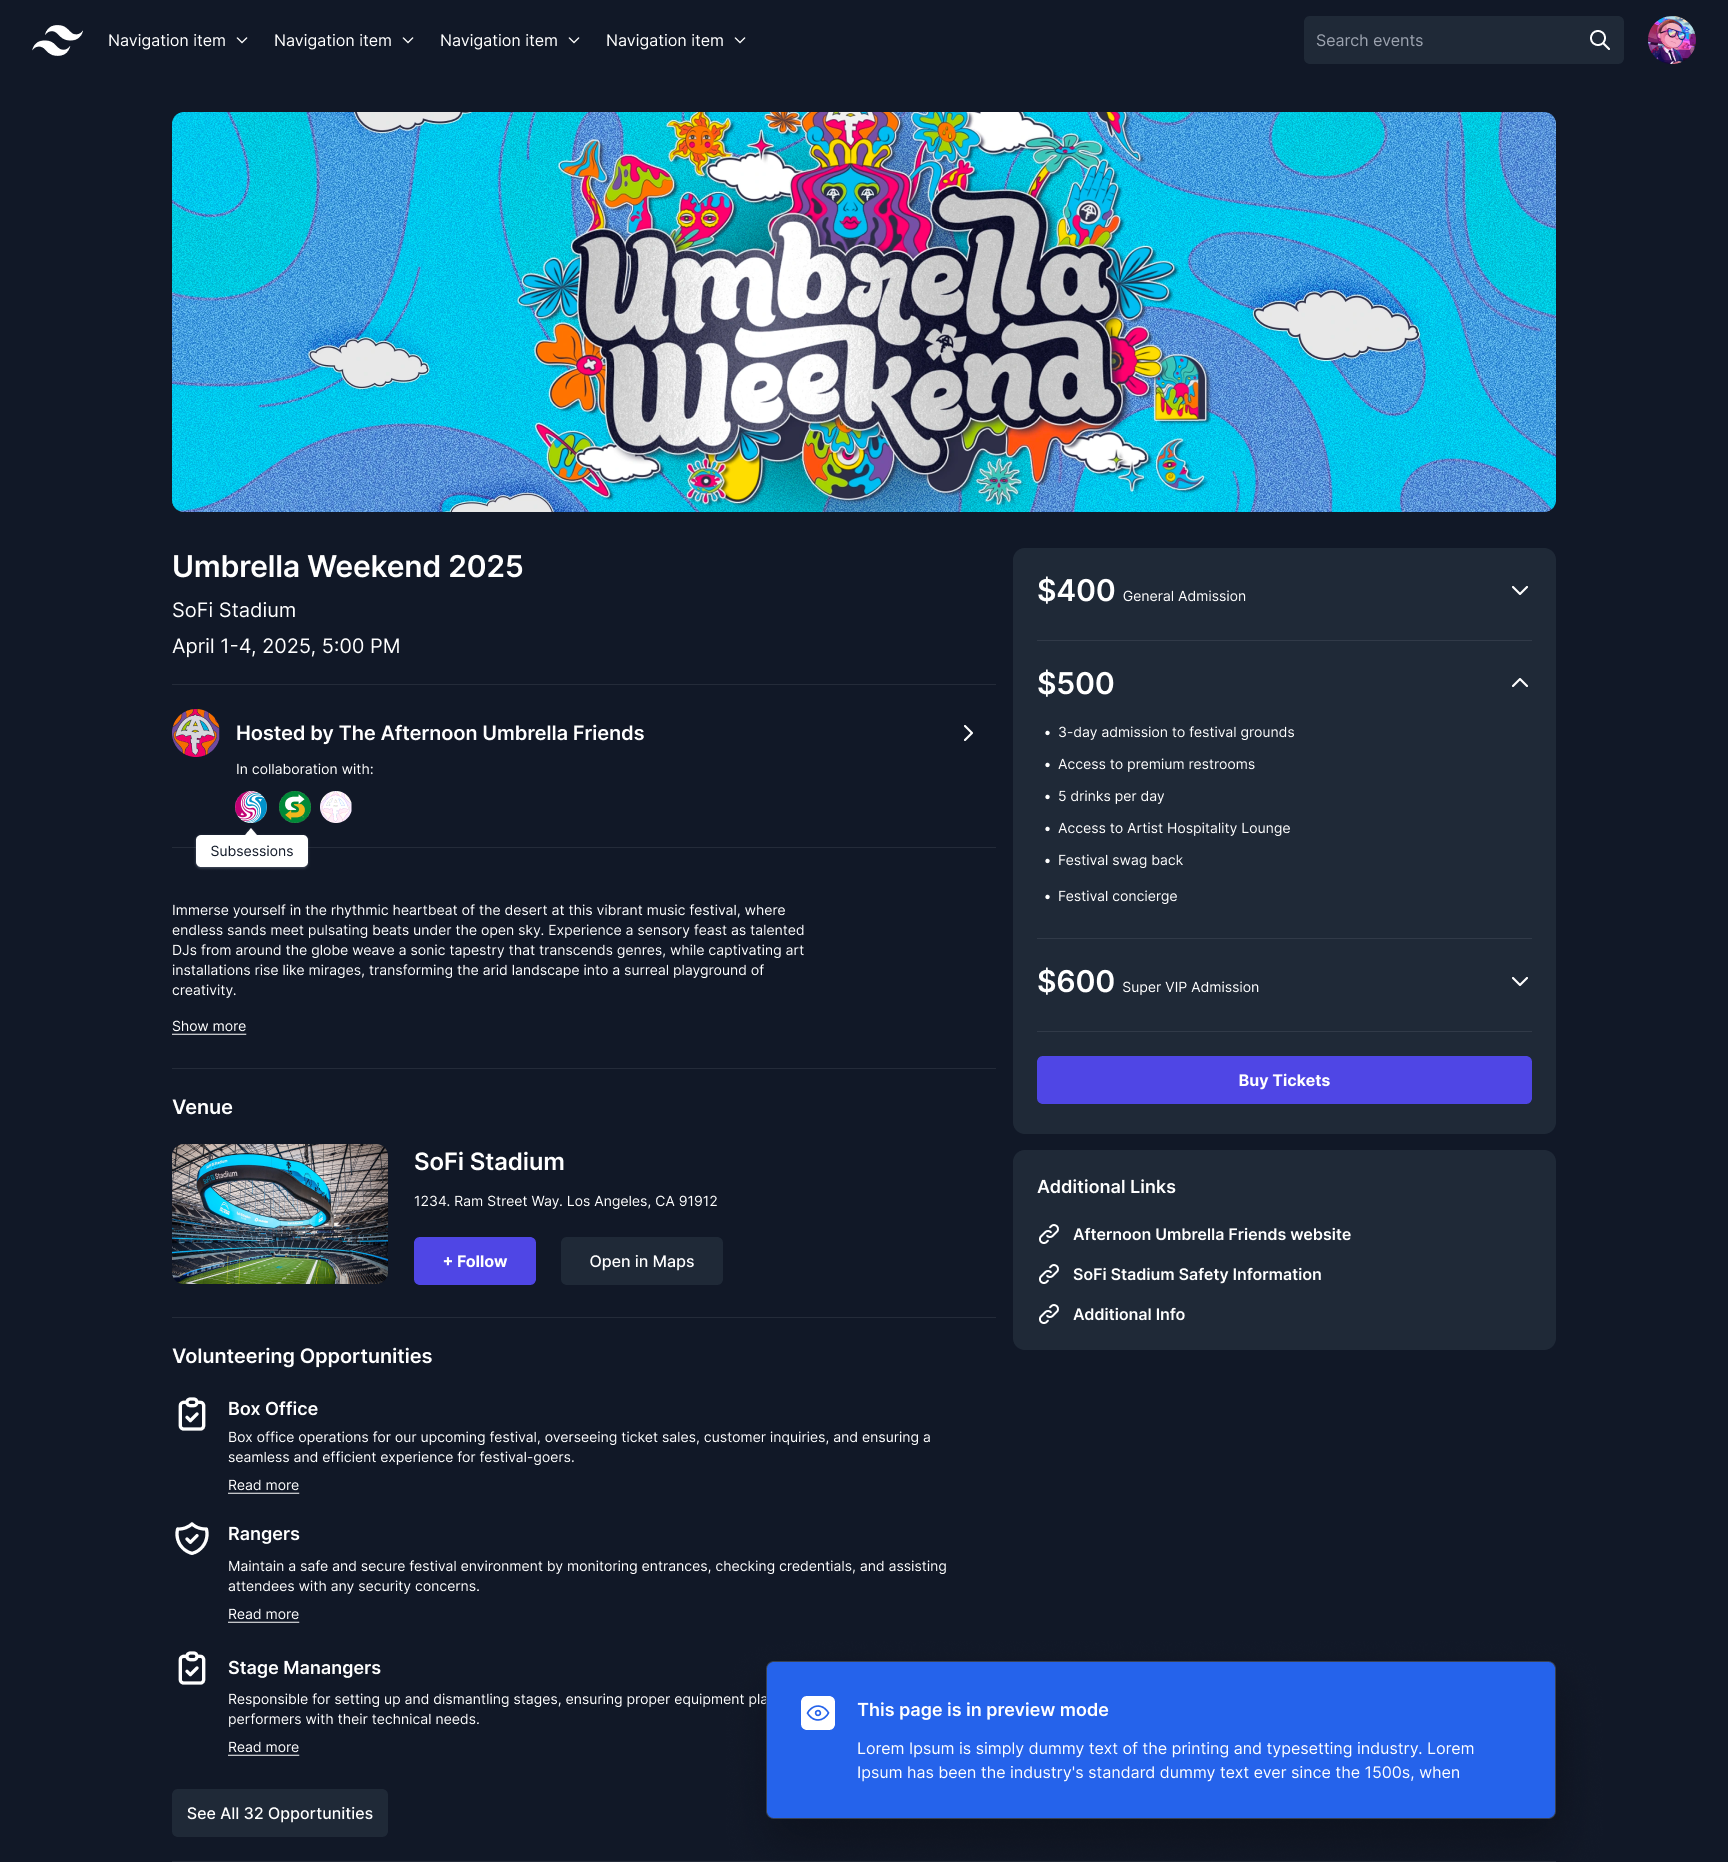 Navigation item
Navigation item
Navigation item
Navigation item
Search events
Umbrella
Weekend
Umbrella Weekend 2025
SoFi Stadium
April 1-4, 2025, 5:00 PM
Hosted by The Afternoon Umbrella Friends
In collaboration with:
Subsessions
Immerse yourself in the rhythmic heartbeat of the desert at this vibrant music festival, where
endless sands meet pulsating beats under the open sky. Experience a sensory feast as talented
DJs from around the globe weave a sonic tapestry that transcends genres, while captivating art
installations rise like mirages, transforming the arid landscape into a surreal playground of
creativity.
Show more
Venue
SoFi Stadium
SoFi Stadium
1234. Ram Street Way. Los Angeles, CA 91912
+ Follow
Open in Maps
Volunteering Opportunities
Box Office
Box office operations for our upcoming festival, overseeing ticket sales, customer inquiries, and ensuring a
seamless and efficient experience for festival-goers.
Read more
Rangers
Maintain a safe and secure festival environment by monitoring entrances, checking credentials, and assisting
attendees with any security concerns.
Read more
Stage Manangers
Responsible for setting up and dismantling stages, ensuring proper equipment pla
performers with their technical needs.
Read more
See All 32 Opportunities
$400 General Admission
$500
• 3-day admission to festival grounds
• Access to premium restrooms
• 5 drinks per day
• Access to Artist Hospitality Lounge
• Festival swag back
• Festival concierge
$600 Super VIP Admission
Buy Tickets
Additional Links
Afternoon Umbrella Friends website
SoFi Stadium Safety Information
Additional Info
This page is in preview mode
Lorem Ipsum is simply dummy text of the printing and typesetting industry. Lorem
Ipsum has been the industry's standard dummy text ever since the 1500s, when